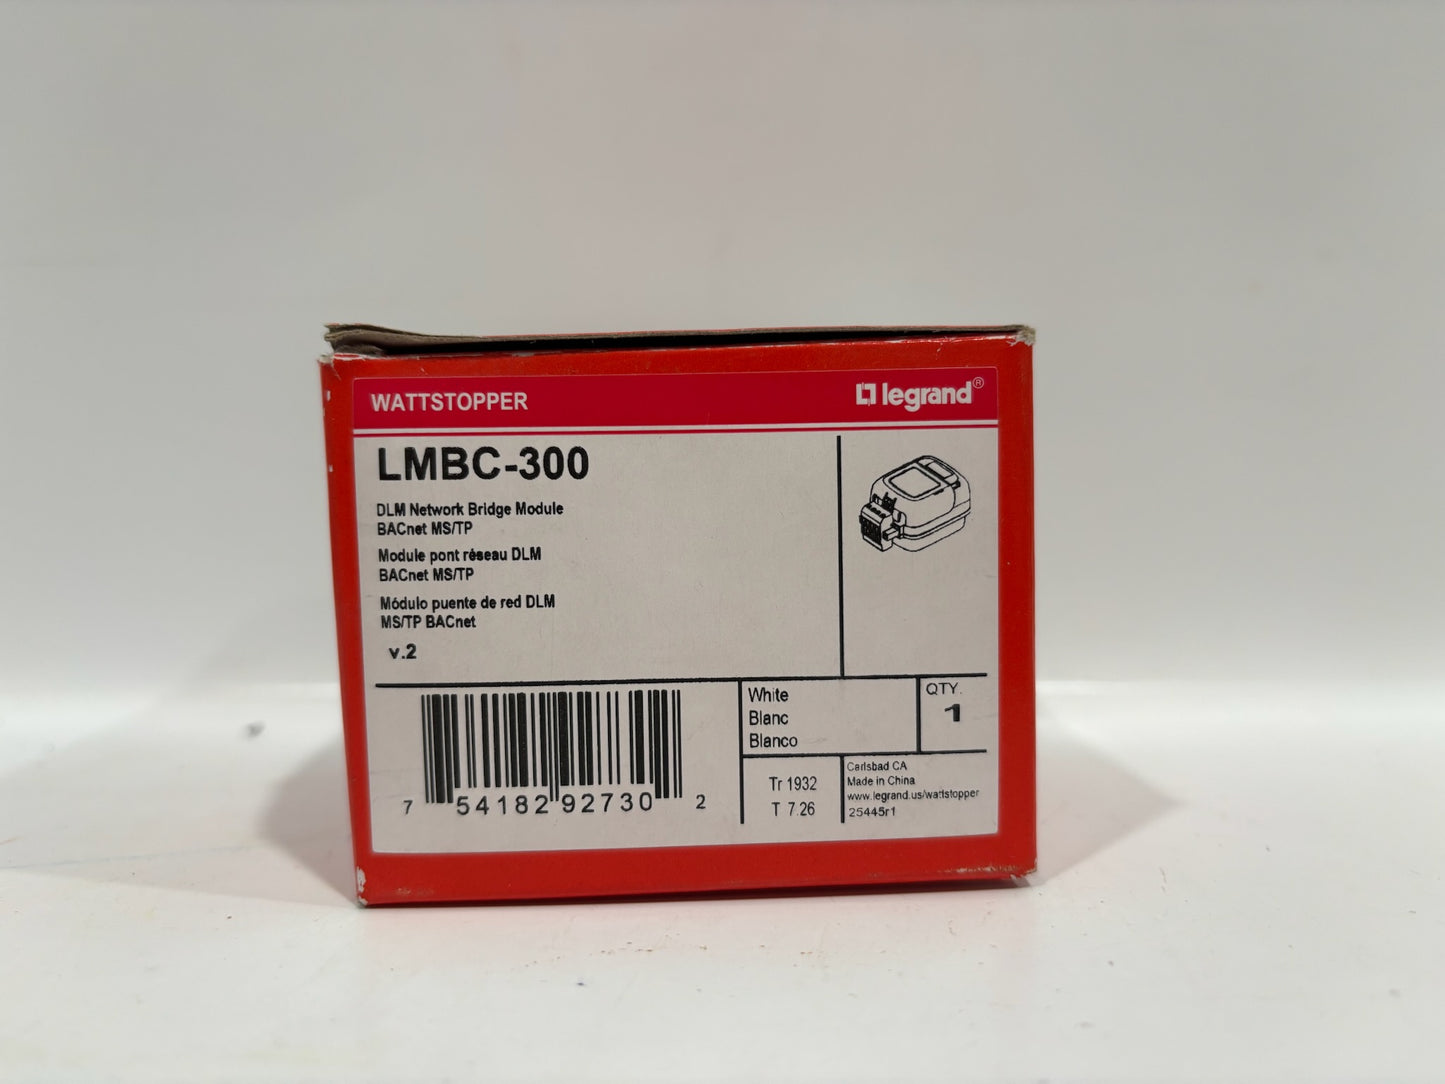 WATTSTOPPER
legrand®
LMBC-300
DLM Network Bridge Module
BACnet MS/TP
Module pont réseau DLM
BACnet MS/TP
Módulo puente de red DLM
MS/TP BACnet
v.2
7 54182 92730 2
White
Blanc
Blanco
QTY.
1
Tr 1932
T 7.26
Carlsbad CA
Made in China
www.legrand.us/wattstopper
25445r1